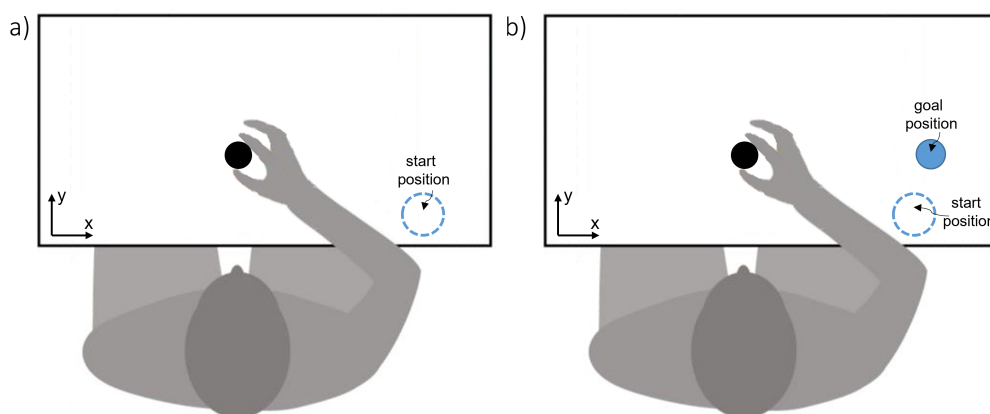 a)
start
position
y
x
b)
goal
position
start
position
y
x